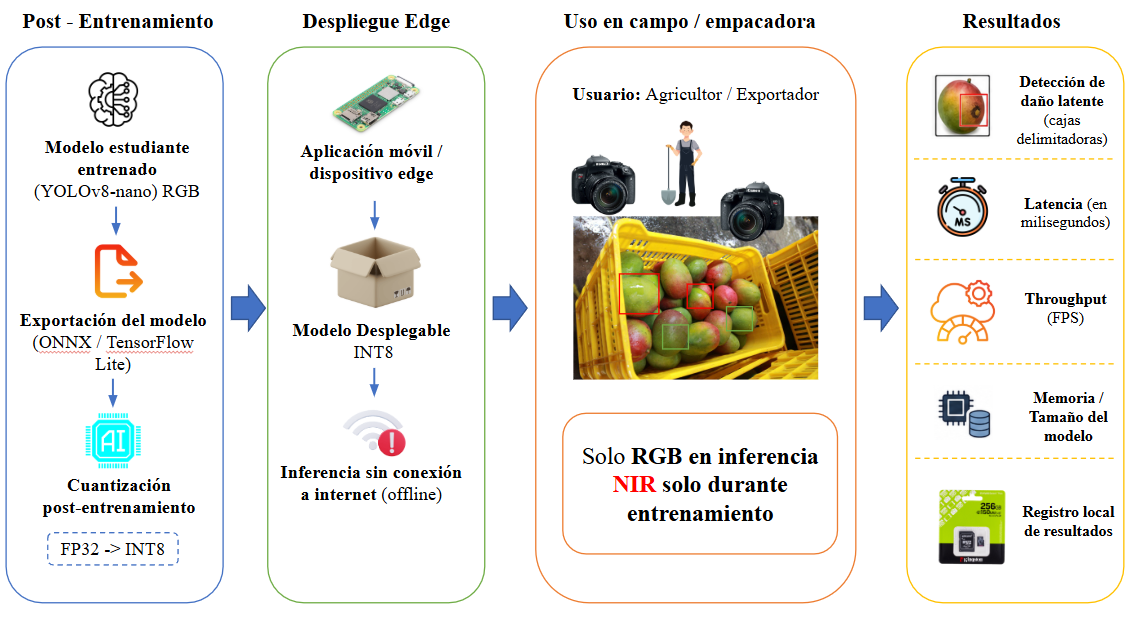 Post - Entrenamiento
Modelo estudiante
entrenado
(YOLOv8-nano) RGB
Exportación del modelo
(ONNX / TensorFlow
Lite)
AI
Cuantización
post-entrenamiento
FP32 -> INT8
Despliegue Edge
Aplicación móvil /
dispositivo edge
Modelo Desplegable
INT8
Inferencia sin conexión
a internet (offline)
Uso en campo / empacadora
Usuario: Agricultor / Exportador
Canon
Solo RGB en inferencia
NIR solo durante
entrenamiento
Resultados
Detección de
daño latente
(cajas
delimitadoras)
MS
Latencia (en
milisegundos)
Throughput
(FPS)
Memoria /
Tamaño del
modelo
256GB
Kingston
Registro local
de resultados